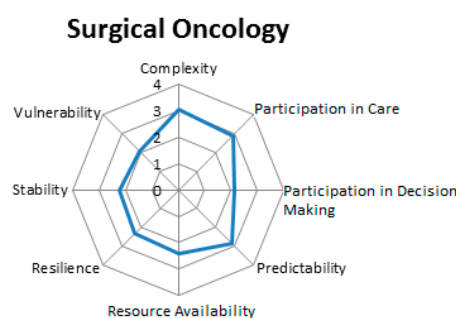 Surgical Oncology
Complexity
4
Vulnerability
Participation in Care
3
2
1
Stability
0
Participation in Decision
Making
Resilience
Predictability
Resource Availability